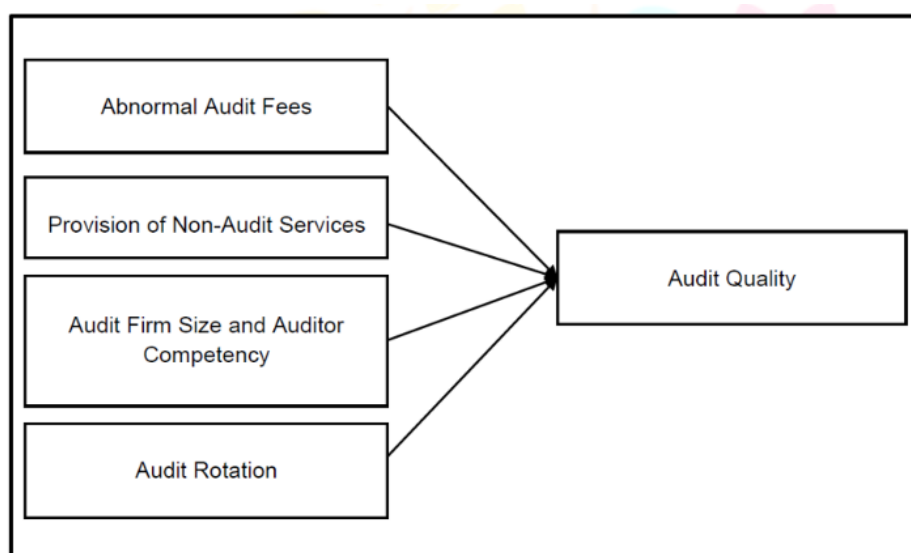 Abnormal Audit Fees
Provision of Non-Audit Services
Audit Firm Size and Auditor
Competency
Audit Rotation
Audit Quality